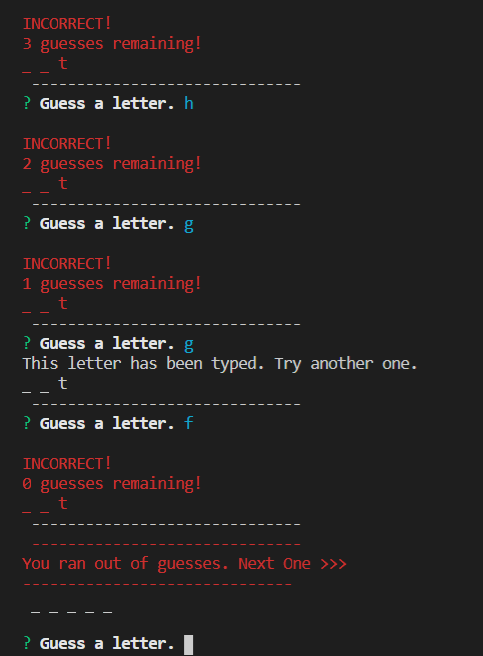 INCORRECT!
3 guesses remaining!
_ _ t
------------------------------
? Guess a letter. h
INCORRECT!
2 guesses remaining!
_ _ t
------------------------------
? Guess a letter. g
INCORRECT!
1 guesses remaining!
_ _ t
------------------------------
? Guess a letter. g
This letter has been typed. Try another one.
_ _ t
------------------------------
? Guess a letter. f
INCORRECT!
0 guesses remaining!
_ _ t
------------------------------
------------------------------
You ran out of guesses. Next One >>>
------------------------------
_ _ _ _ _
? Guess a letter.